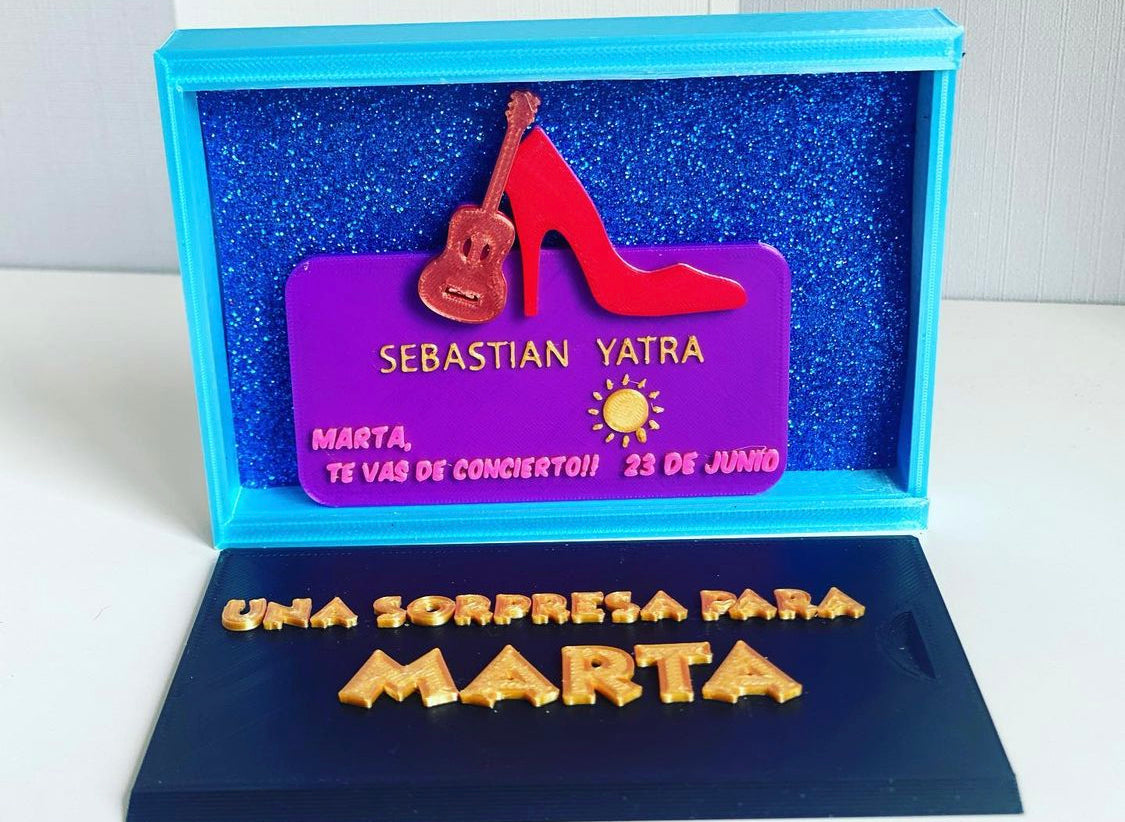 SEBASTIAN YATRA
MARTA,
TE VAS DE CONCIERTO!! 23 DE JUNIO
UNA SORPRESA PARA
MARTA